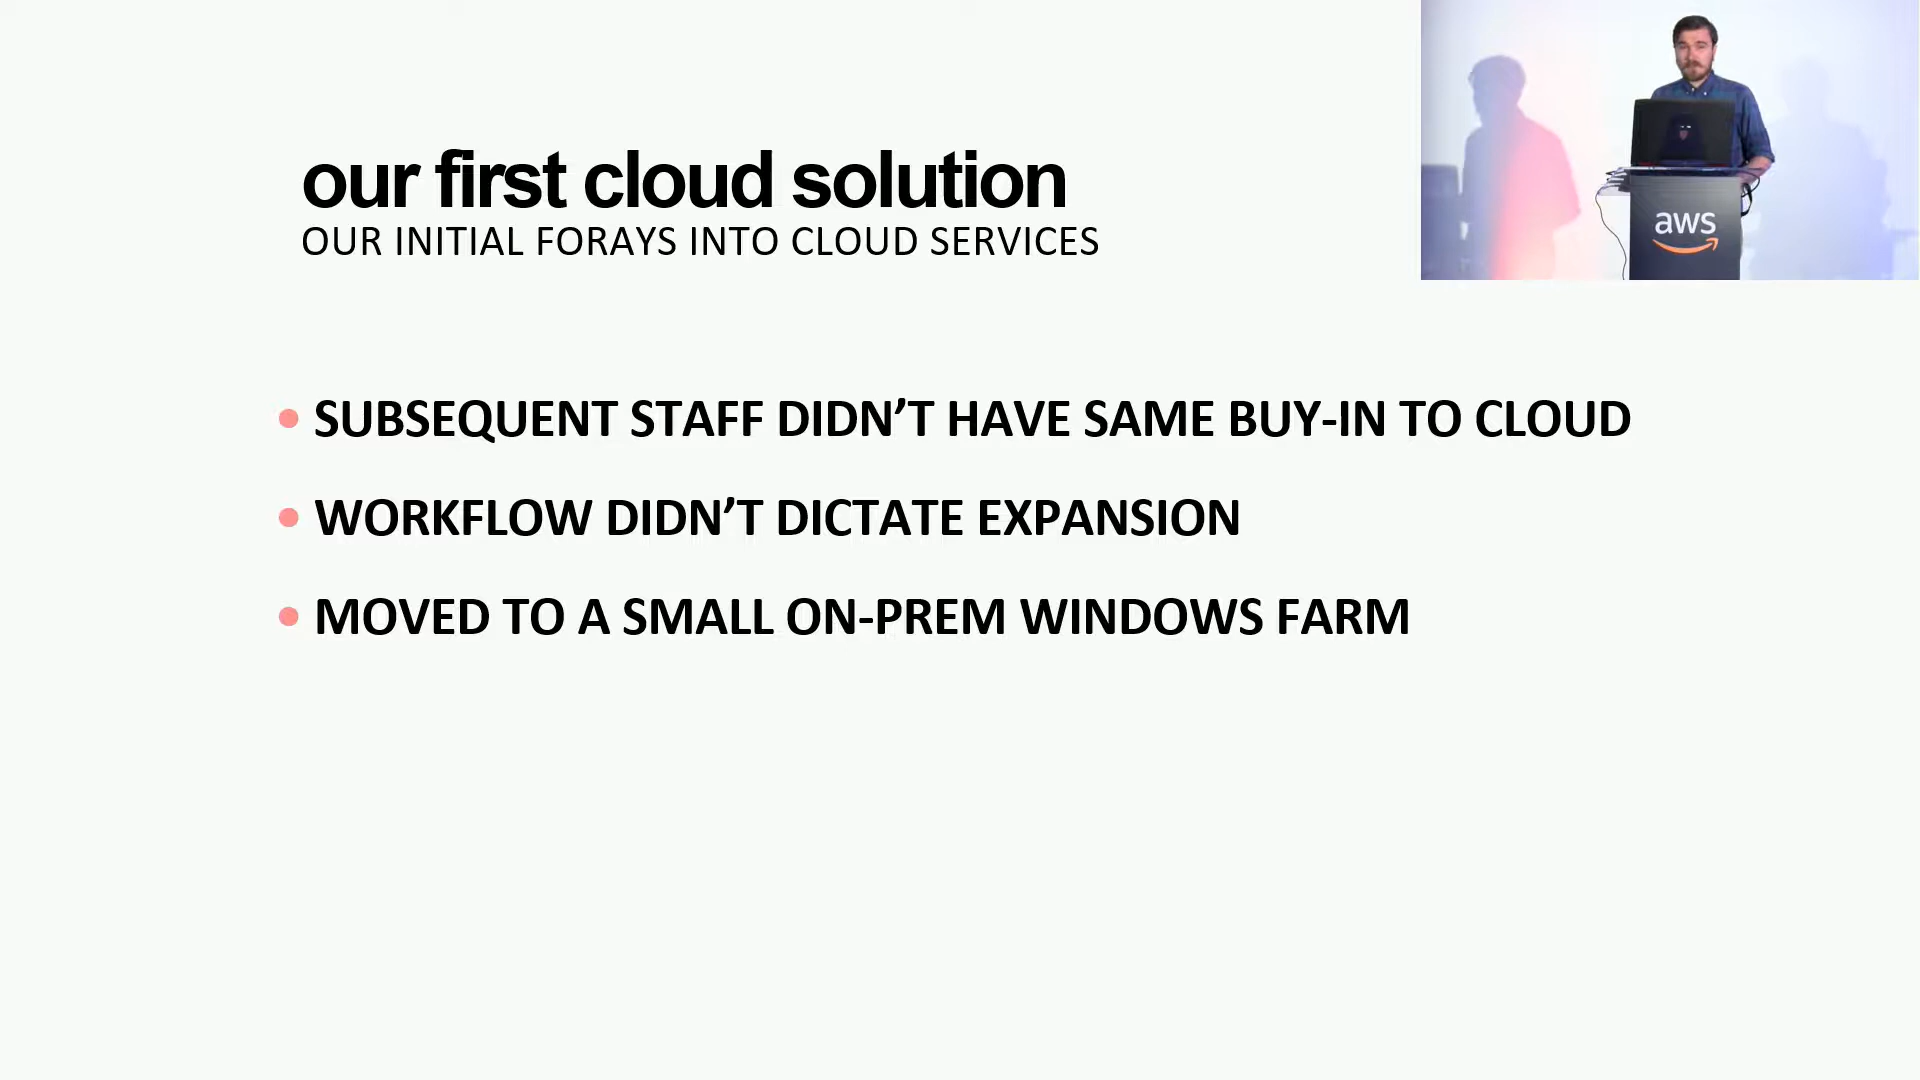 our first cloud solution
OUR INITIAL FORAYS INTO CLOUD SERVICES
• SUBSEQUENT STAFF DIDN’T HAVE SAME BUY-IN TO CLOUD
• WORKFLOW DIDN’T DICTATE EXPANSION
• MOVED TO A SMALL ON-PREM WINDOWS FARM
aws